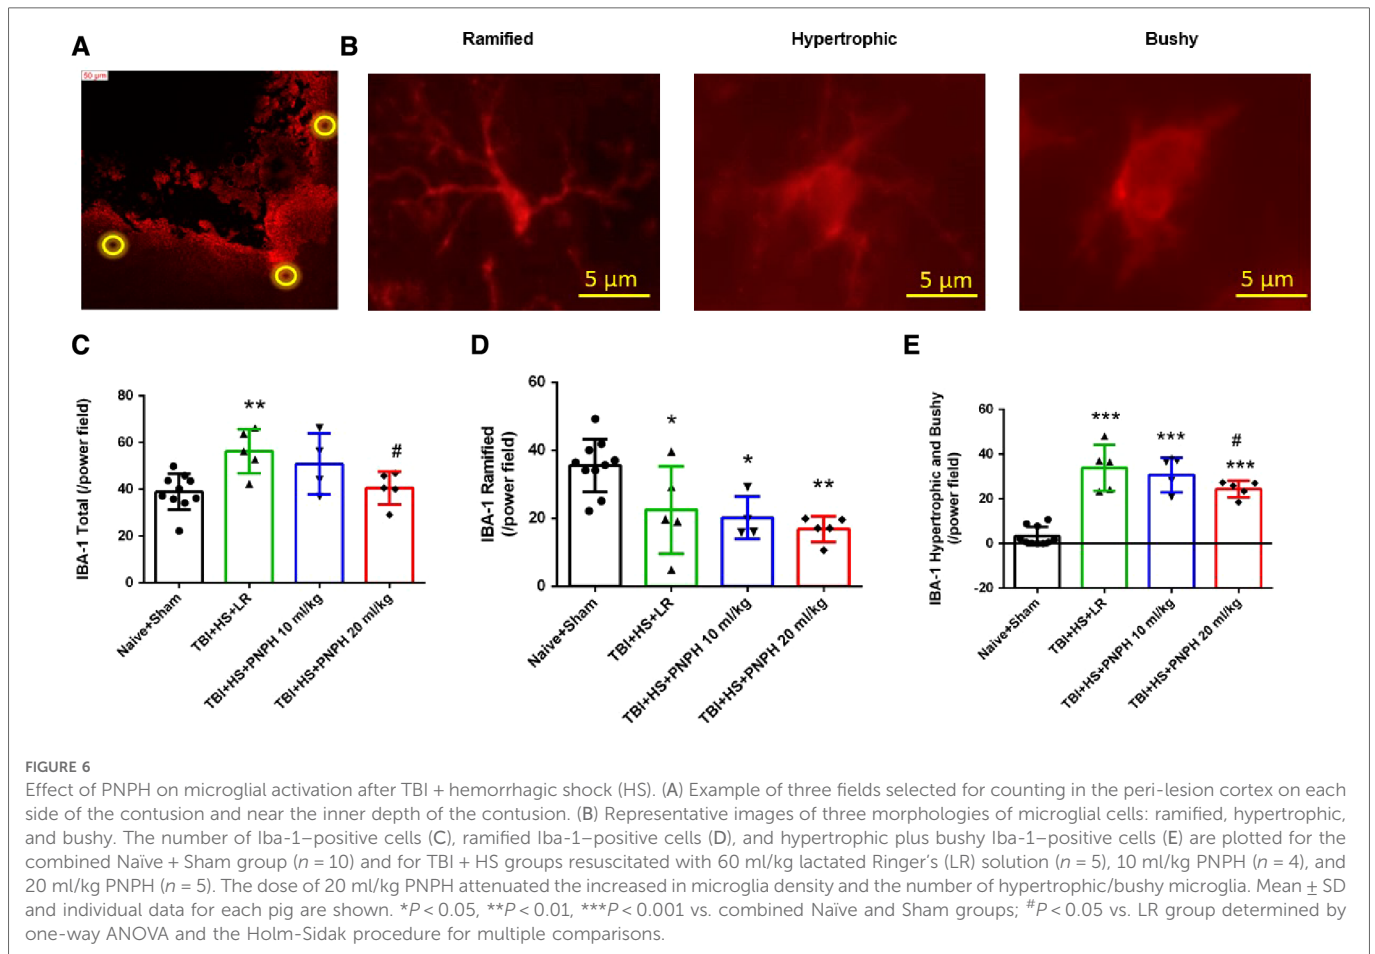 A
B
Ramified
Hypertrophic
Bushy
50 µm
5 µm
5 µm
5 µm
C
D
E
IBA-1 Total (/power field)
80
60
40
20
0
**
#
Naive+Sham
TBI+HS+LR
TBI+HS+PNPH 10 ml/kg
TBI+HS+PNPH 20 ml/kg
IBA-1 Ramified
(/power field)
60
40
20
0
*
*
**
Naive+Sham
TBI+HS+LR
TBI+HS+PNPH 10 ml/kg
TBI+HS+PNPH 20 ml/kg
IBA-1 Hypertrophic and Bushy
(/power field)
60
40
20
0
-20
***
***
#
***
Naive+Sham
TBI+HS+LR
TBI+HS+PNPH 10 ml/kg
TBI+HS+PNPH 20 ml/kg
FIGURE 6
Effect of PNPH on microglial activation after TBI + hemorrhagic shock (HS). (A) Example of three fields selected for counting in the peri-lesion cortex on each
side of the contusion and near the inner depth of the contusion. (B) Representative images of three morphologies of microglial cells: ramified, hypertrophic,
and bushy. The number of Iba-1–positive cells (C), ramified Iba-1–positive cells (D), and hypertrophic plus bushy Iba-1–positive cells (E) are plotted for the
combined Naïve + Sham group (n = 10) and for TBI + HS groups resuscitated with 60 ml/kg lactated Ringer's (LR) solution (n = 5), 10 ml/kg PNPH (n = 4), and
20 ml/kg PNPH (n = 5). The dose of 20 ml/kg PNPH attenuated the increased in microglia density and the number of hypertrophic/bushy microglia. Mean ± SD
and individual data for each pig are shown. *P < 0.05, **P < 0.01, ***P < 0.001 vs. combined Naïve and Sham groups; #P < 0.05 vs. LR group determined by
one-way ANOVA and the Holm-Sidak procedure for multiple comparisons.